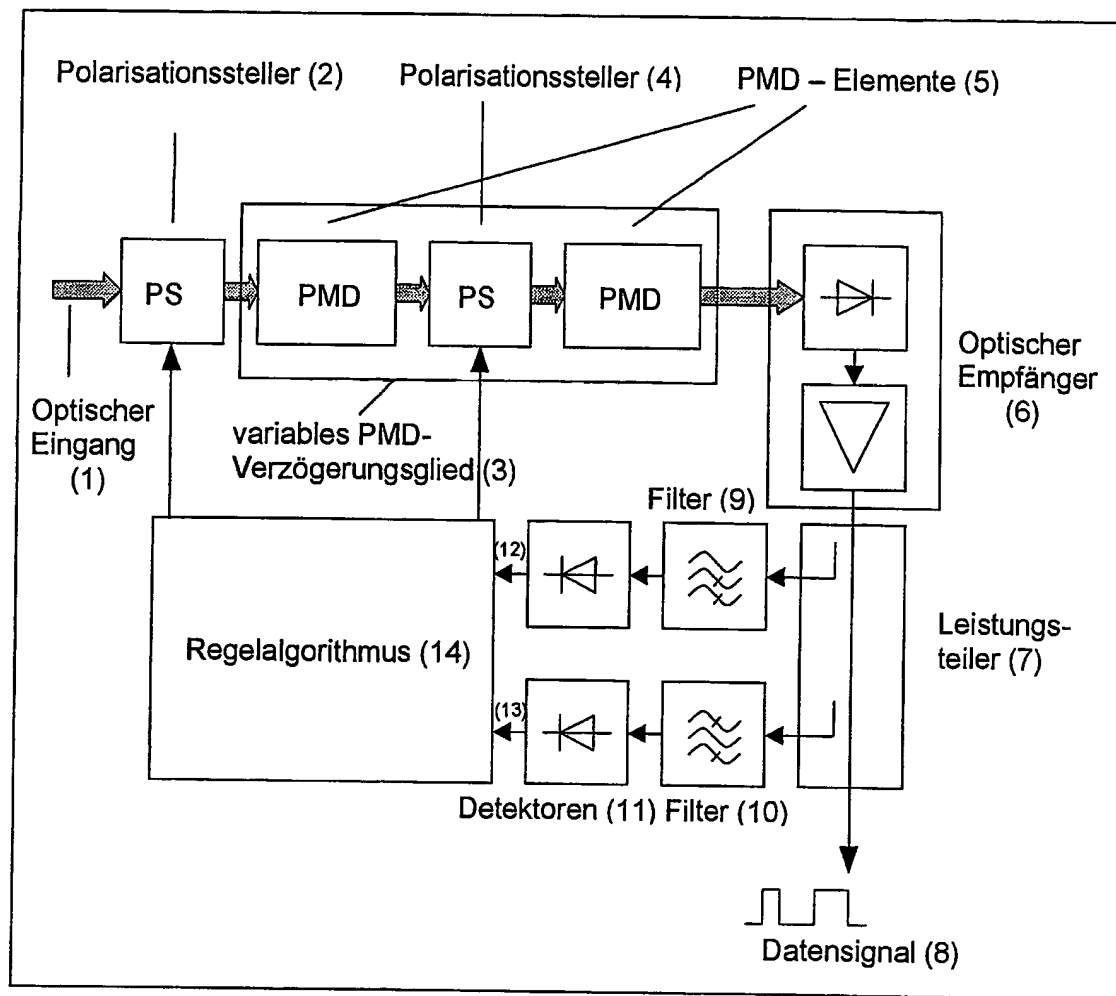 Polarisationssteller (2)
Polarisationssteller (4)
PMD – Elemente (5)
PS
PMD
PS
PMD
Optischer
Eingang
(1)
variables PMD-
Verzögerungsglied (3)
Optischer
Empfänger
(6)
Filter (9)
(12)
Regelalgorithmus (14)
Leistungs-
teiler (7)
(13)
Detektoren (11)
Filter (10)
Datensignal (8)